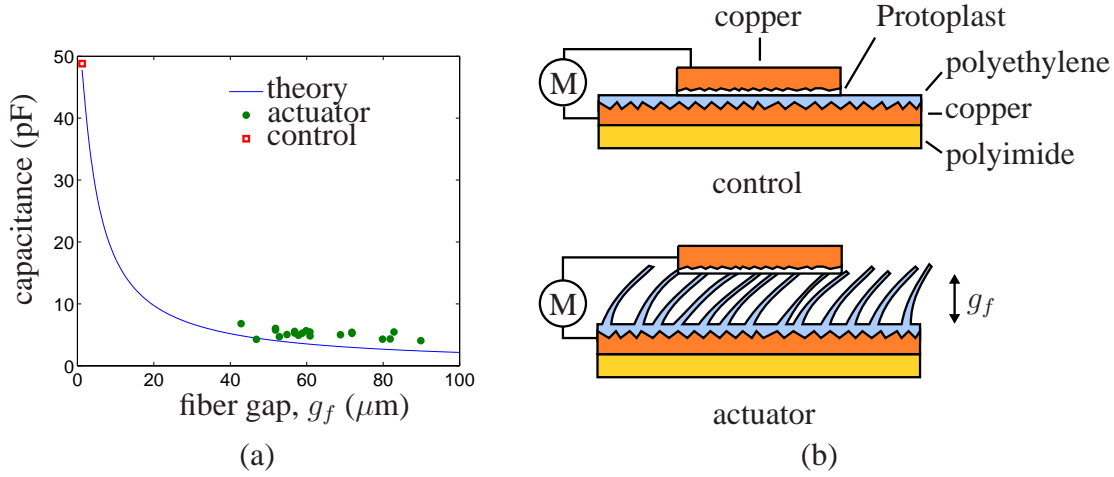 50
40
30
20
10
0
0
20
40
60
80
100
capacitance (pF)
fiber gap, g_f (μm)
theory
actuator
control
(a)
copper
Protoplast
polyethylene
copper
polyimide
M
control
M
g_f
actuator
(b)